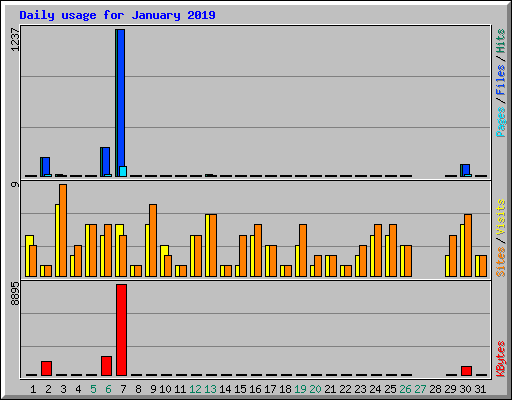 Daily usage for January 2019
1237
Pages / Files / Hits
9
Sites / Visits
8895
KBytes
1 2 3 4 5 6 7 8 9 10 11 12 13 14 15 16 17 18 19 20 21 22 23 24 25 26 27 28 29 30 31